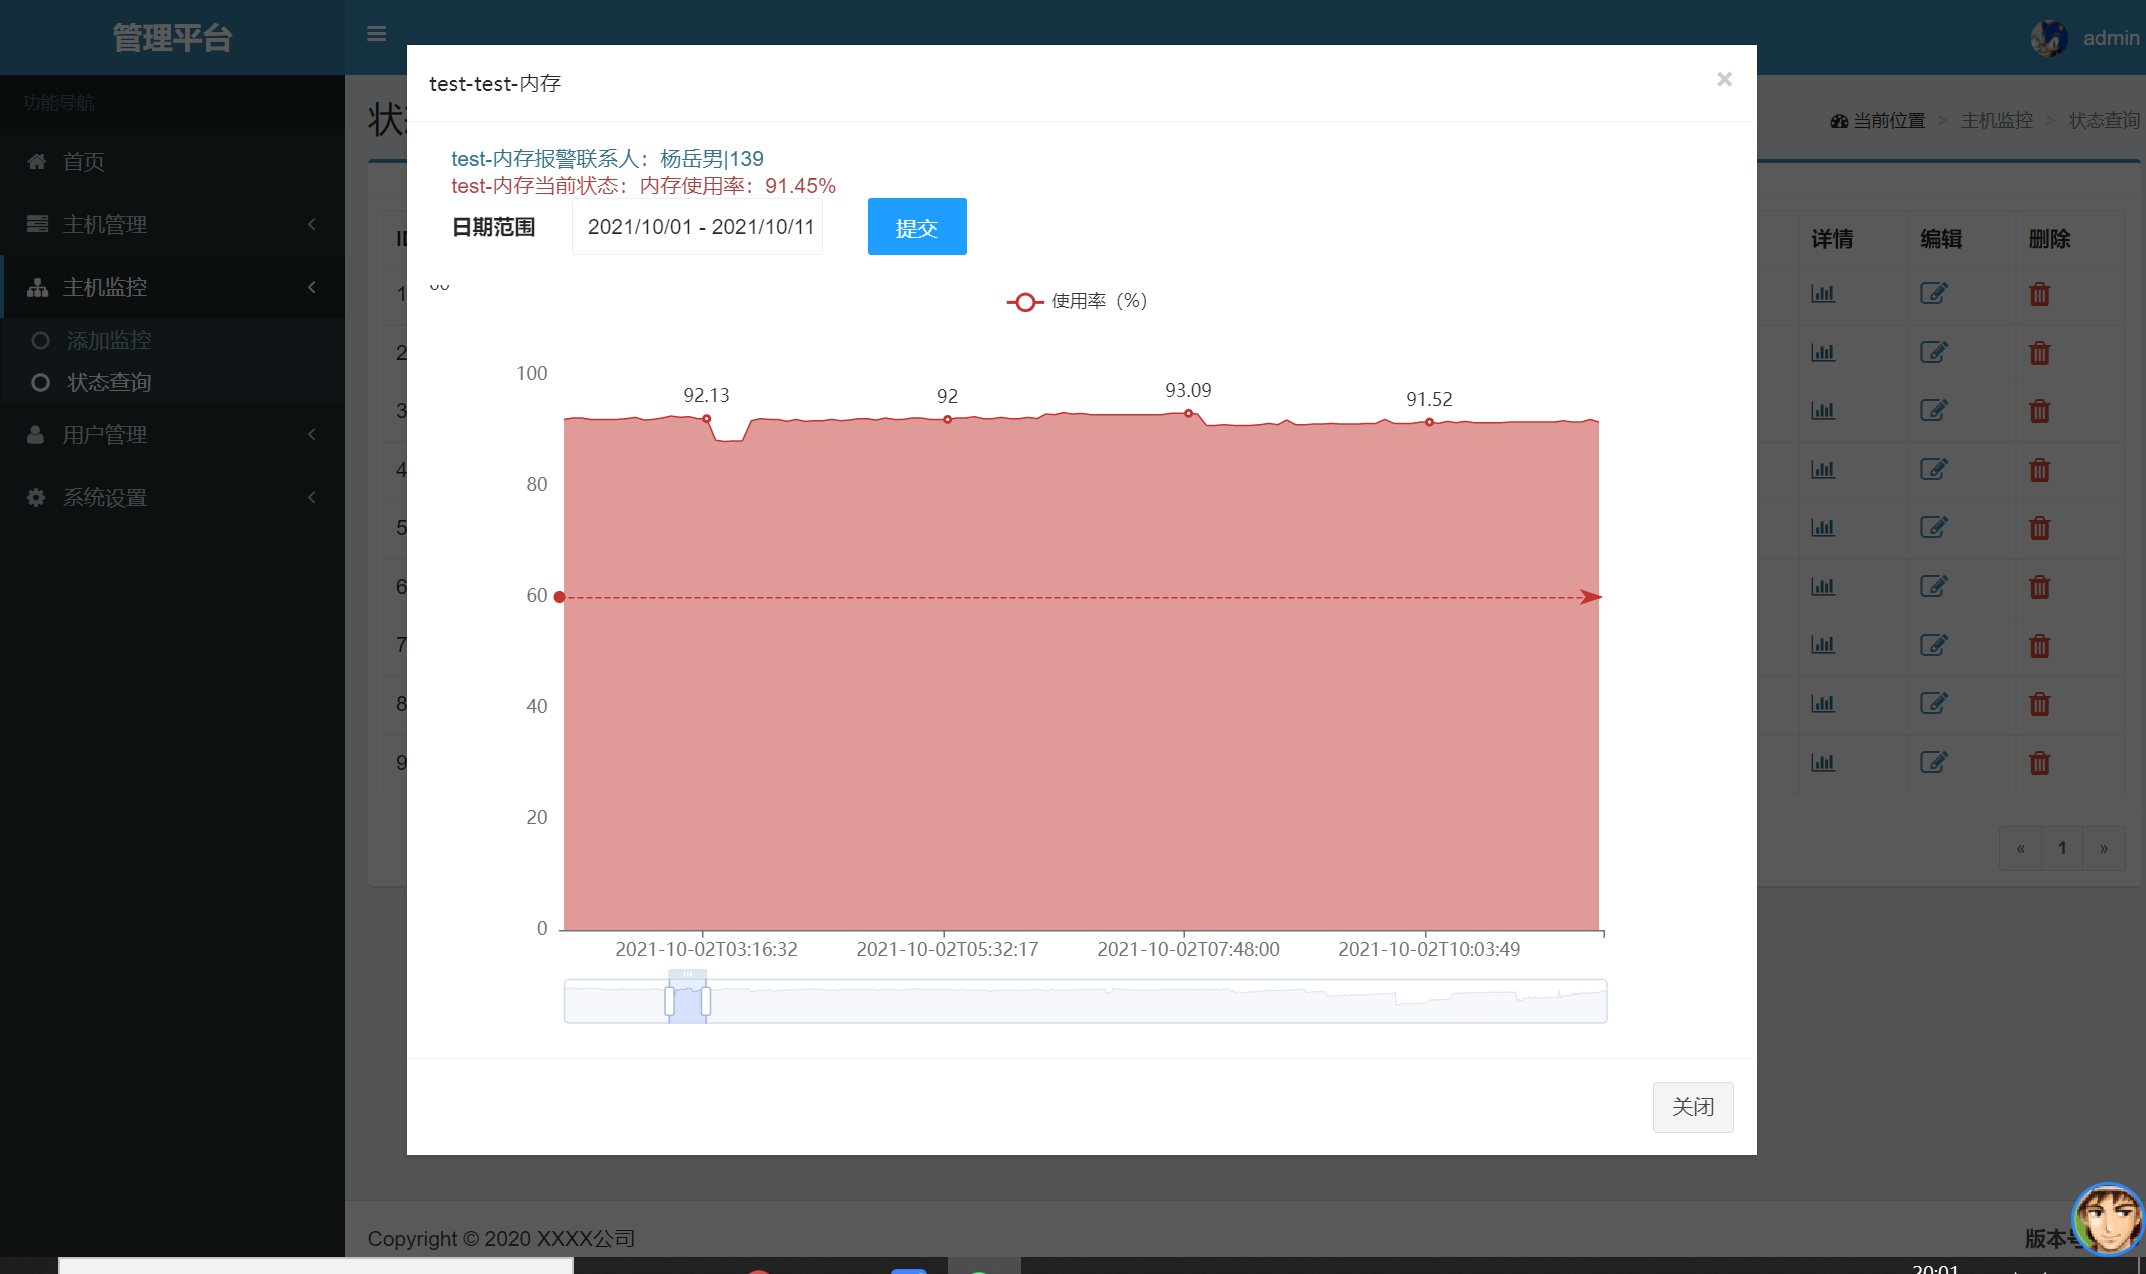 管理平台
admin
功能导航
首页
主机管理
主机监控
添加监控
状态查询
用户管理
系统设置
当前位置 > 主机监控 > 状态查询
test-test-内存
×
test-内存报警联系人：杨岳男|139
test-内存当前状态：内存使用率：91.45%
日期范围 2021/10/01 - 2021/10/11 提交
使用率（%）
100
80
60
40
20
0
92.13 92 93.09 91.52
2021-10-02T03:16:32 2021-10-02T05:32:17 2021-10-02T07:48:00 2021-10-02T10:03:49
关闭
详情 编辑 删除
1
2
3
4
5
6
7
8
9
« 1 »
Copyright © 2020 XXXX公司
版本
20:01